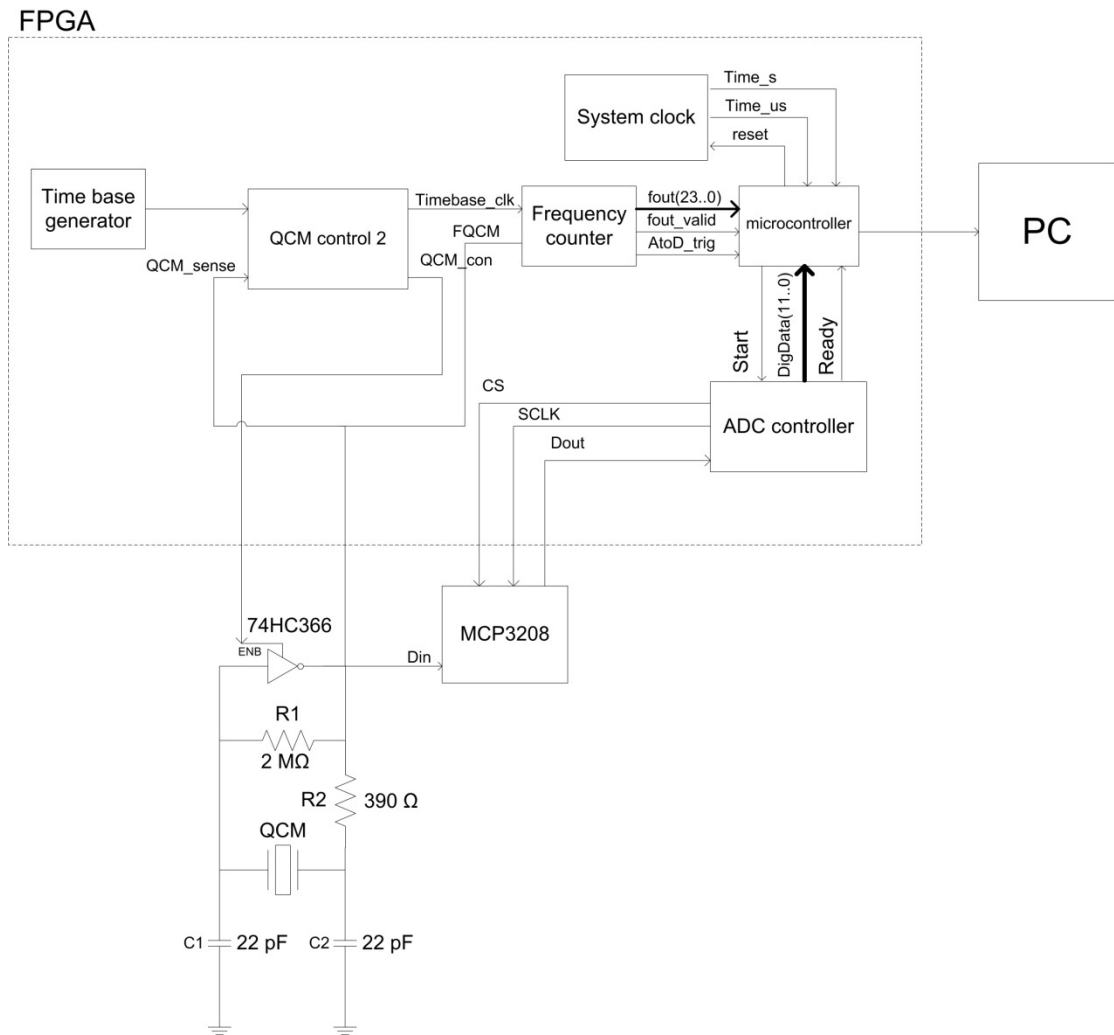 FPGA
Time_s
System clock
Time_us
reset
Time base
generator
QCM control 2
Timebase_clk
Frequency
counter
fout(23..0)
fout_valid
AtoD_trig
microcontroller
PC
FQCM
QCM_con
QCM_sense
Start
DigData(11..0)
Ready
CS
SCLK
Dout
ADC controller
74HC366
ENB
Din
MCP3208
R1
2 MΩ
R2
390 Ω
QCM
C1
22 pF
C2
22 pF